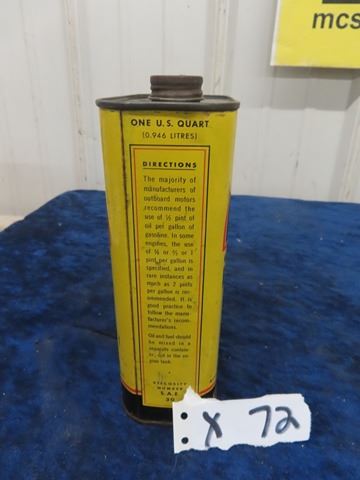 mcs
ONE U.S. QUART
(0.946 LITRES)
DIRECTIONS
The majority of
manufacturers of
outboard motors
recommend the
use of ½ pint of
oil per gallon of
gasoline. In some
engines, the use
of ⅓ or ½ or 1
pint per gallon is
specified, and in
rare instances as
much as 2 pints
per gallon is rec-
ommended. It is
good practice to
follow the manu-
facturer's recom-
mendations.
Oil and fuel should
be mixed in a
separate contain-
er, not in the en-
gine tank.
VISCOSITY
NUMBER
S.A.E.
30
X 72